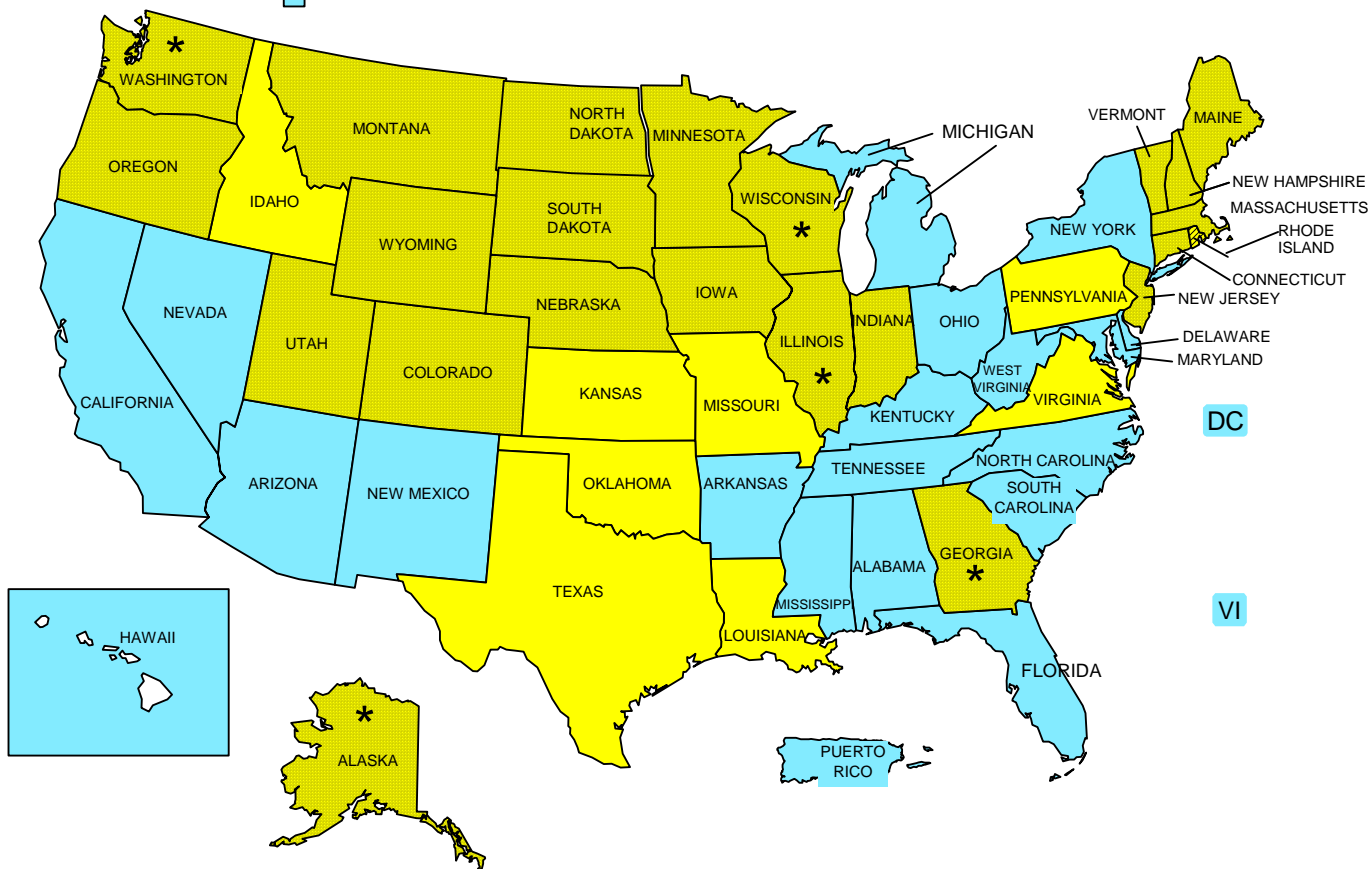 *
WASHINGTON
MONTANA
NORTH
DAKOTA
MINNESOTA
MICHIGAN
VERMONT
MAINE
OREGON
IDAHO
WISCONSIN
*
NEW HAMPSHIRE
MASSACHUSETTS
RHODE
ISLAND
CONNECTICUT
NEW YORK
SOUTH
DAKOTA
WYOMING
IOWA
NEBRASKA
PENNSYLVANIA
NEW JERSEY
NEVADA
UTAH
COLORADO
ILLINOIS
*
INDIANA
OHIO
DELAWARE
MARYLAND
WEST
VIRGINIA
VIRGINIA
CALIFORNIA
KANSAS
MISSOURI
KENTUCKY
DC
ARIZONA
NEW MEXICO
OKLAHOMA
ARKANSAS
TENNESSEE
NORTH CAROLINA
SOUTH
CAROLINA
TEXAS
LOUISIANA
MISSISSIPPI
ALABAMA
GEORGIA
*
VI
HAWAII
FLORIDA
*
ALASKA
PUERTO
RICO